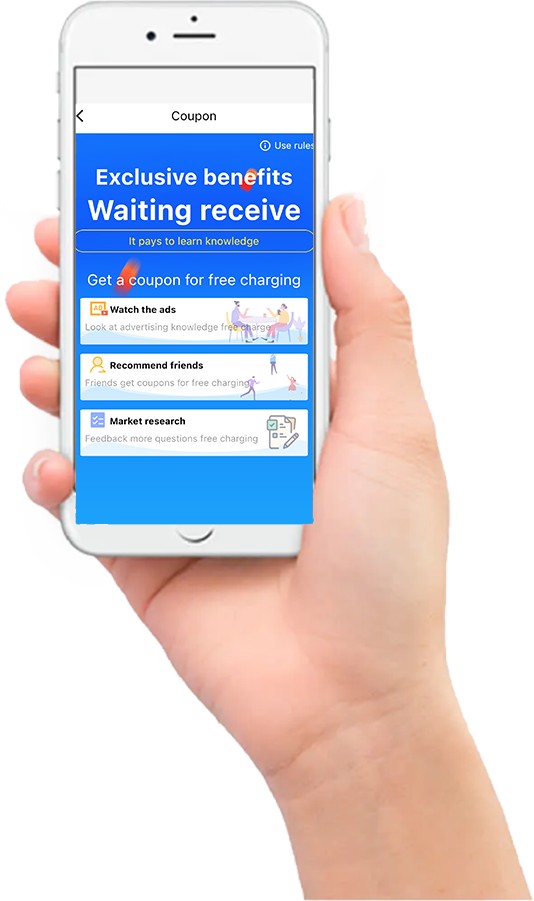 Coupon
Use rules
Exclusive benefits
Waiting receive
It pays to learn knowledge
Get a coupon for free charging
AD
Watch the ads
Look at advertising knowledge free charge
Recommend friends
Friends get coupons for free charging
Market research
Feedback more questions free charging